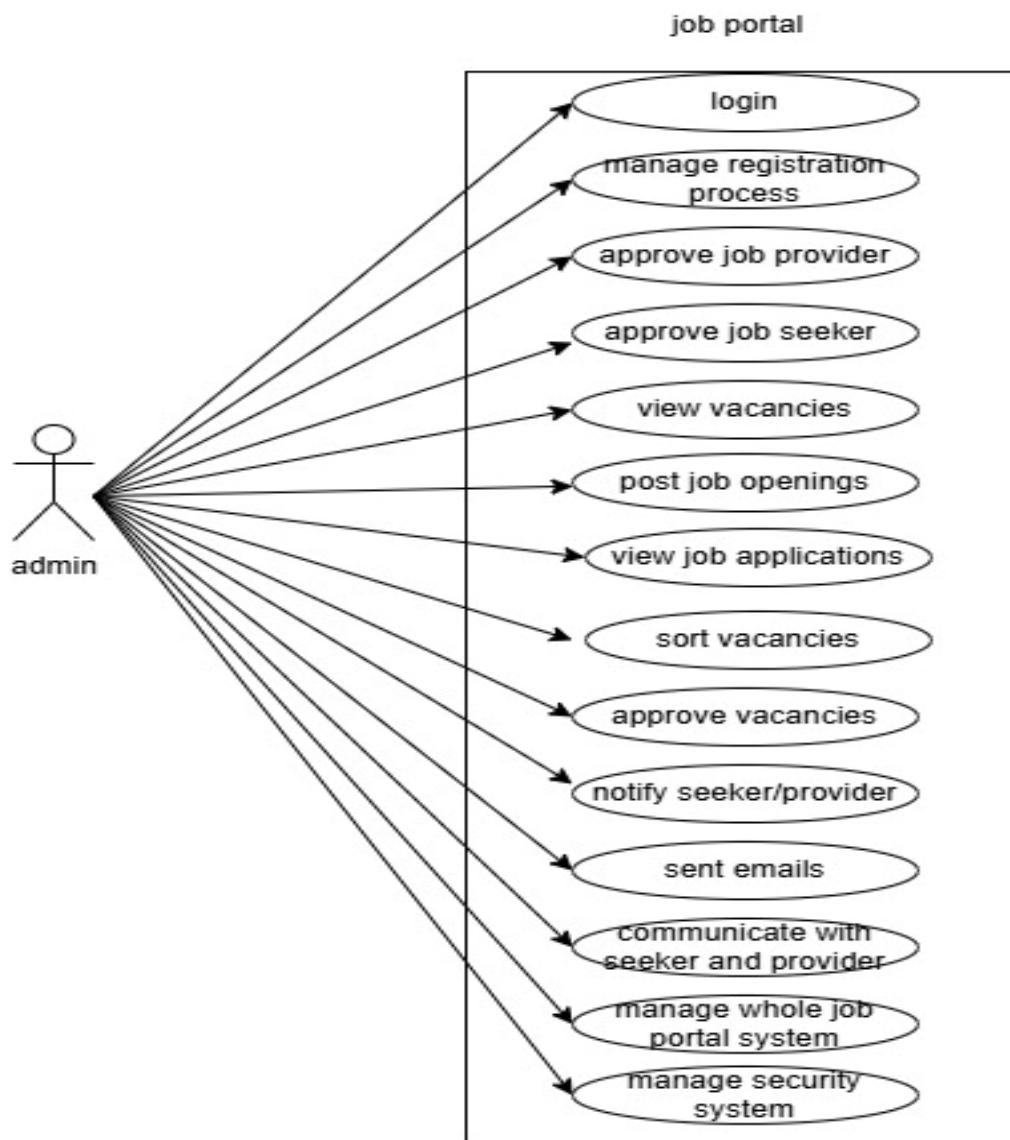 job portal
login
manage registration
process
approve job provider
approve job seeker
view vacancies
post job openings
view job applications
admin
sort vacancies
approve vacancies
notify seeker/provider
sent emails
communicate with
seeker and provider
manage whole job
portal system
manage security
system